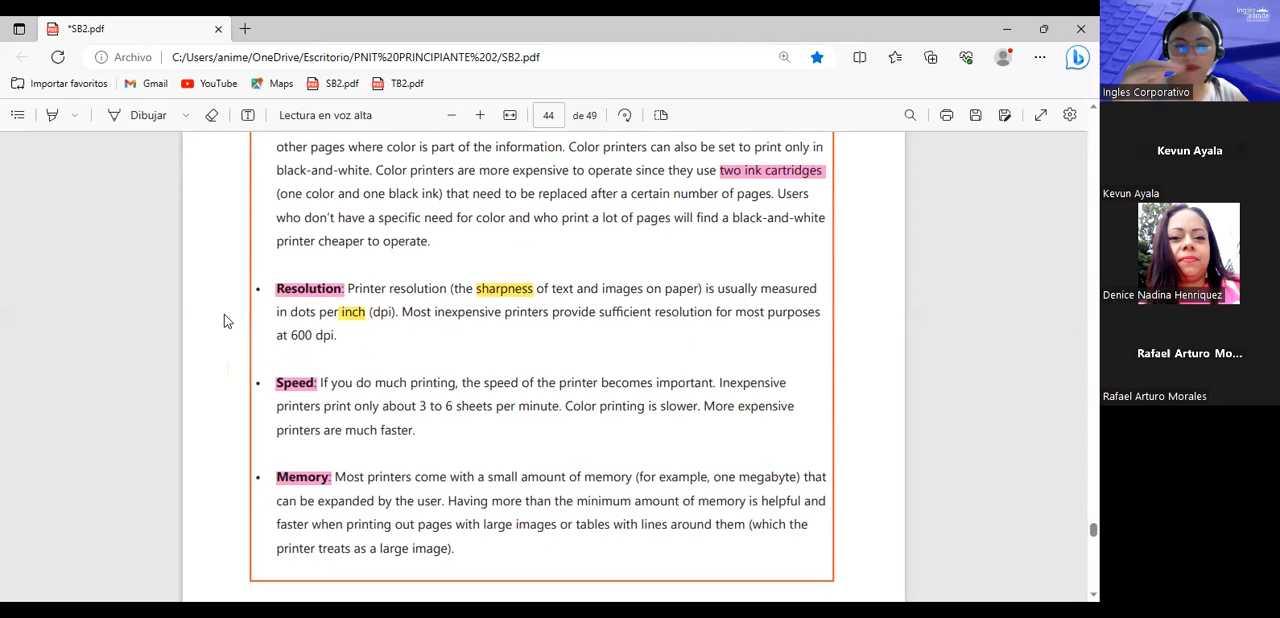 *SB2.pdf
Archivo C:/Users/anime/OneDrive/Escritorio/PNIT%20PRINCIPIANTE%202/SB2.pdf
Importar favoritos Gmail YouTube Maps SB2.pdf TB2.pdf
Dibujar Lectura en voz alta 44 de 49
other pages where color is part of the information. Color printers can also be set to print only in
black-and-white. Color printers are more expensive to operate since they use two ink cartridges
(one color and one black ink) that need to be replaced after a certain number of pages. Users
who don't have a specific need for color and who print a lot of pages will find a black-and-white
printer cheaper to operate.
• Resolution: Printer resolution (the sharpness of text and images on paper) is usually measured
in dots per inch (dpi). Most inexpensive printers provide sufficient resolution for most purposes
at 600 dpi.
• Speed: If you do much printing, the speed of the printer becomes important. Inexpensive
printers print only about 3 to 6 sheets per minute. Color printing is slower. More expensive
printers are much faster.
• Memory: Most printers come with a small amount of memory (for example, one megabyte) that
can be expanded by the user. Having more than the minimum amount of memory is helpful and
faster when printing out pages with large images or tables with lines around them (which the
printer treats as a large image).
Ingles Corporativo
Kevun Ayala
Kevun Ayala
Denice Nadina Henriquez
Rafael Arturo Mo...
Rafael Arturo Morales